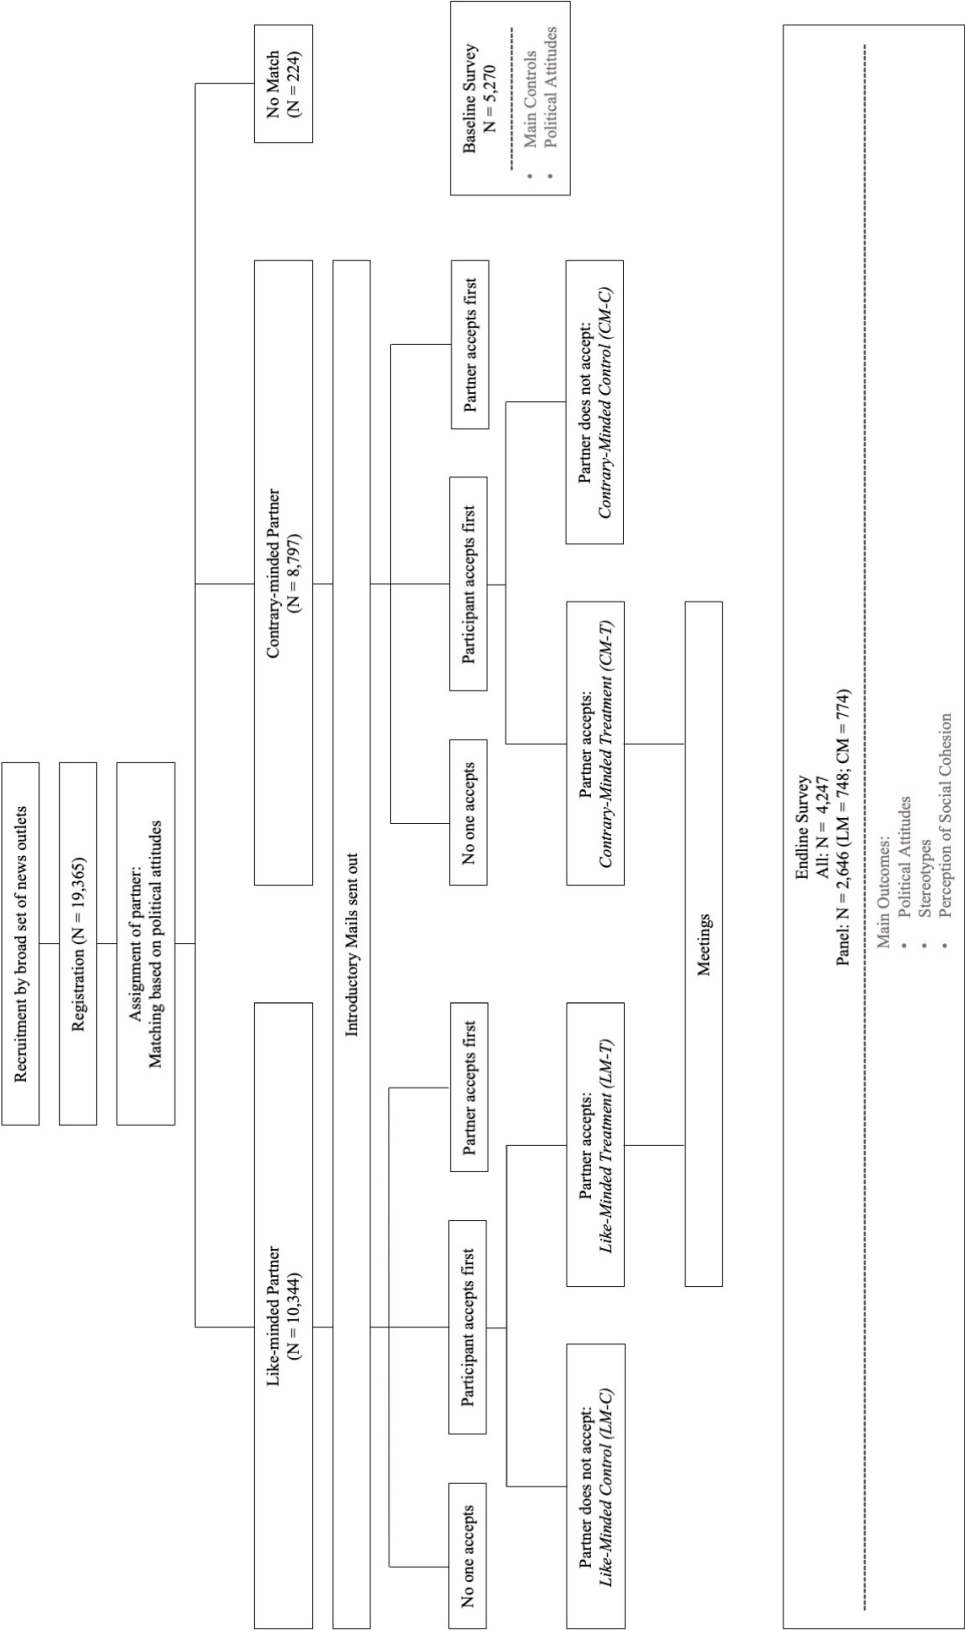 Recruitment by broad set of news outlets
Registration (N = 19,365)
Assignment of partner:
Matching based on political attitudes
Like-minded Partner
(N = 10,344)
Contrary-minded Partner
(N = 8,797)
No Match
(N = 224)
Introductory Mails sent out
No one accepts
Participant accepts first
Partner accepts first
No one accepts
Participant accepts first
Partner accepts first
Baseline Survey
N = 5,270
• Main Controls
• Political Attitudes
Partner does not accept:
Like-Minded Control (LM-C)
Partner accepts:
Like-Minded Treatment (LM-T)
Partner accepts:
Contrary-Minded Treatment (CM-T)
Partner does not accept:
Contrary-Minded Control (CM-C)
Meetings
Endline Survey
All: N = 4,247
Panel: N = 2,646 (LM = 748; CM = 774)
Main Outcomes:
• Political Attitudes
• Stereotypes
• Perception of Social Cohesion